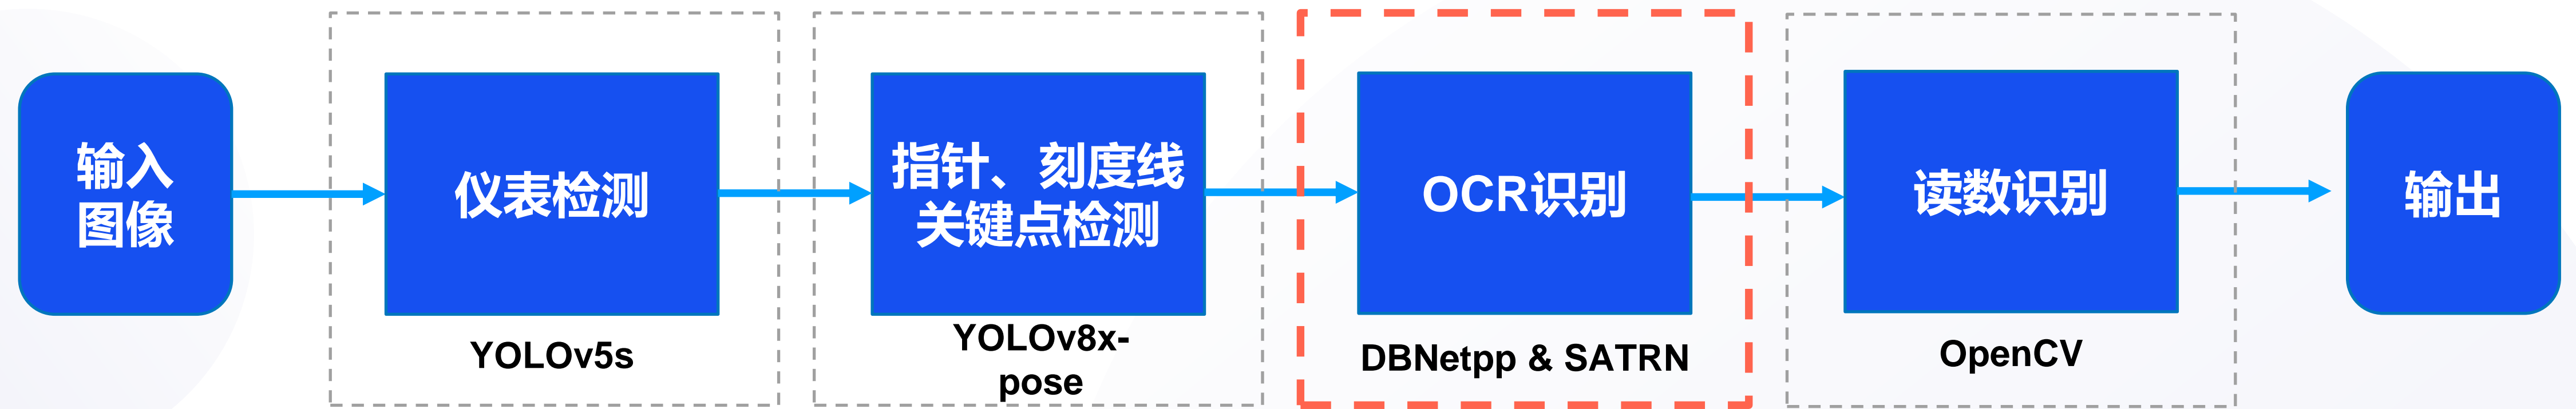 输入
图像
仪表检测
YOLOv5s
指针、刻度线
关键点检测
YOLOv8x-
pose
OCR识别
DBNetpp & SATRN
读数识别
OpenCV
输出